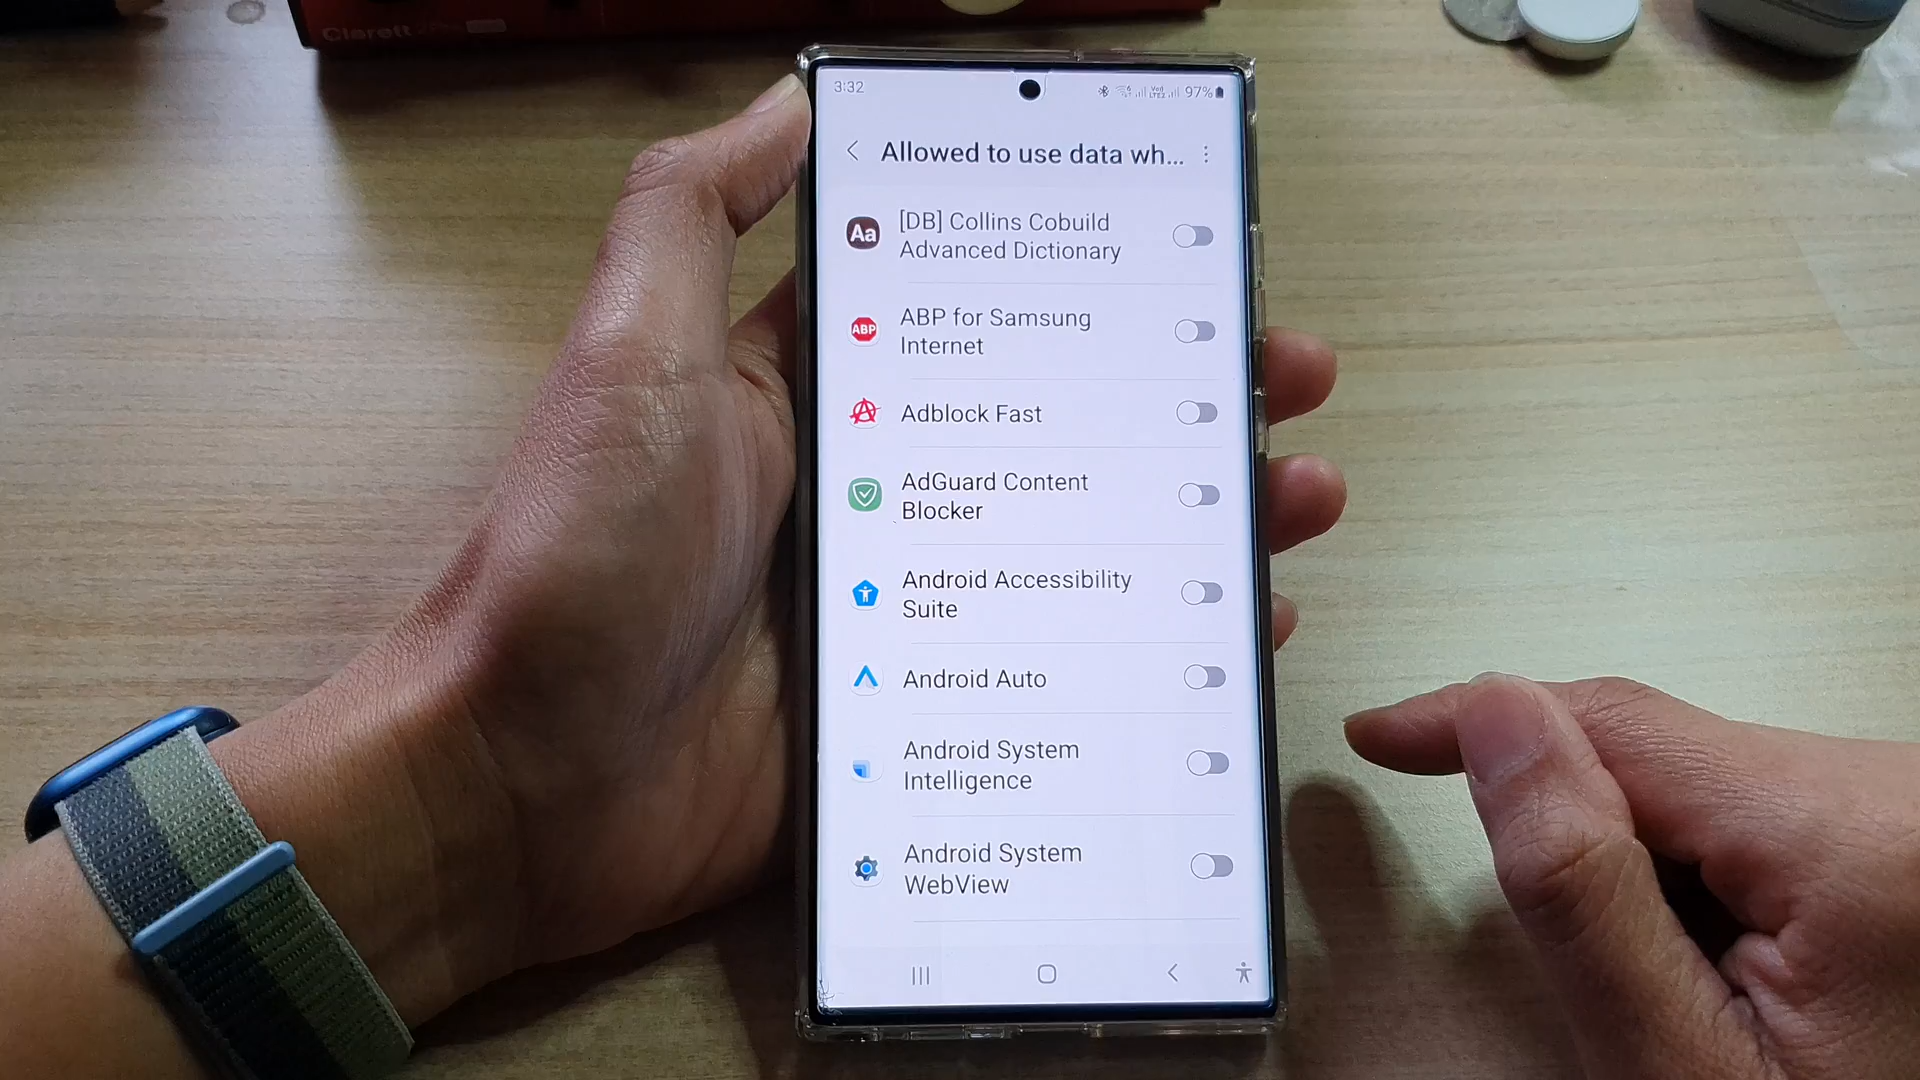 Clerett
3:32
97%
Allowed to use data wh...
Aa
[DB] Collins Cobuild
Advanced Dictionary
ABP
ABP for Samsung
Internet
Adblock Fast
AdGuard Content
Blocker
Android Accessibility
Suite
Android Auto
Android System
Intelligence
Android System
WebView